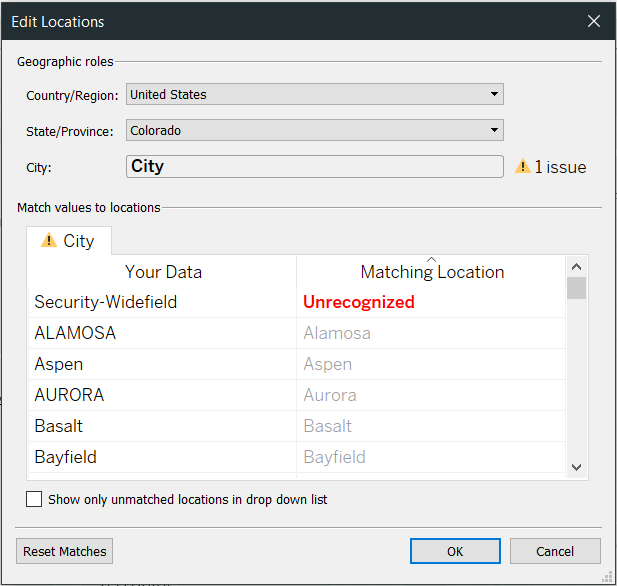 Edit Locations
Geographic roles
Country/Region: United States
State/Province: Colorado
City: City 1 issue
Match values to locations
City
Your Data Matching Location
Security-Widefield Unrecognized
ALAMOSA Alamosa
Aspen Aspen
AURORA Aurora
Basalt Basalt
Bayfield Bayfield
Show only unmatched locations in drop down list
Reset Matches OK Cancel